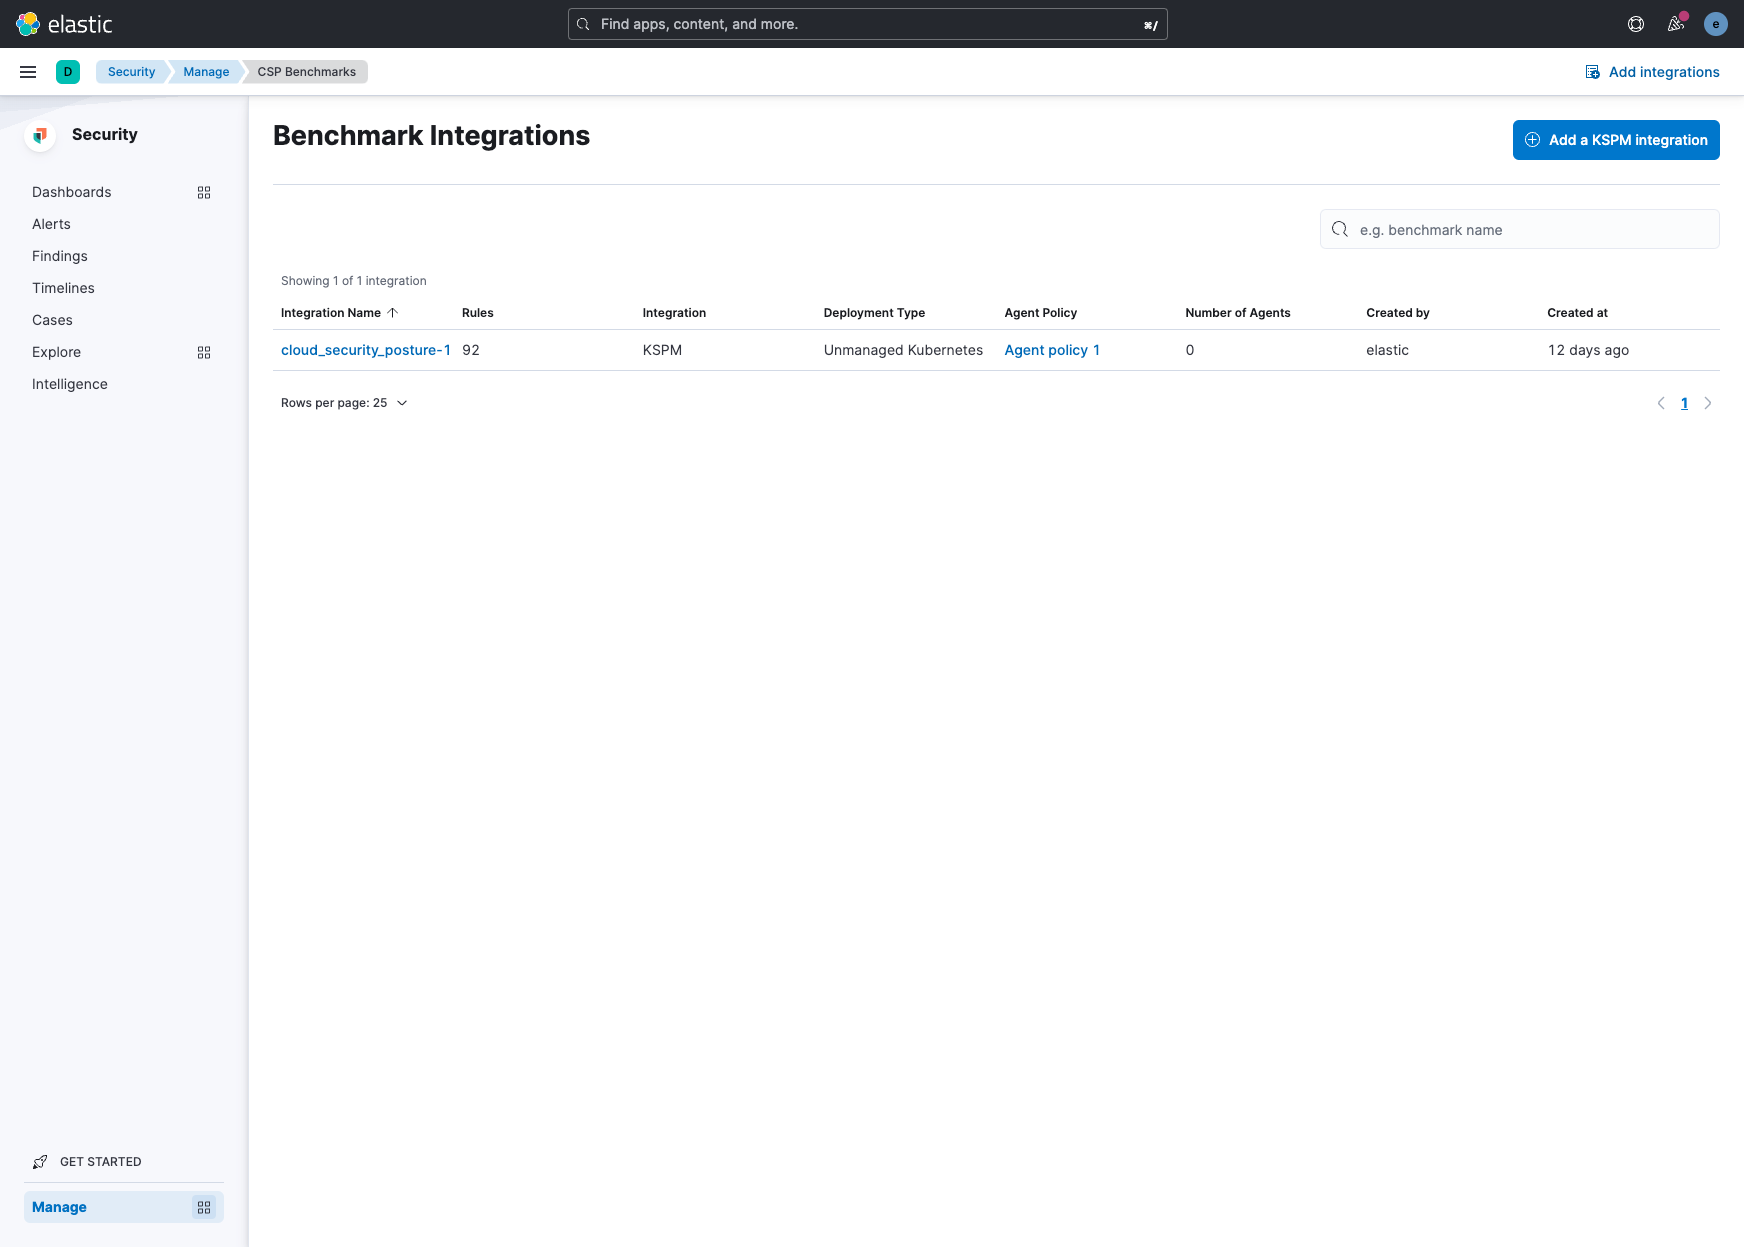 elastic
Find apps, content, and more.
⌘/
e
D
Security
Manage
CSP Benchmarks
Add integrations
Security
Dashboards
Alerts
Findings
Timelines
Cases
Explore
Intelligence
GET STARTED
Manage
Benchmark Integrations
Add a KSPM integration
e.g. benchmark name
Showing 1 of 1 integration
Integration Name Rules Integration Deployment Type Agent Policy Number of Agents Created by Created at
cloud_security_posture-1 92 KSPM Unmanaged Kubernetes Agent policy 1 0 elastic 12 days ago
Rows per page: 25
1